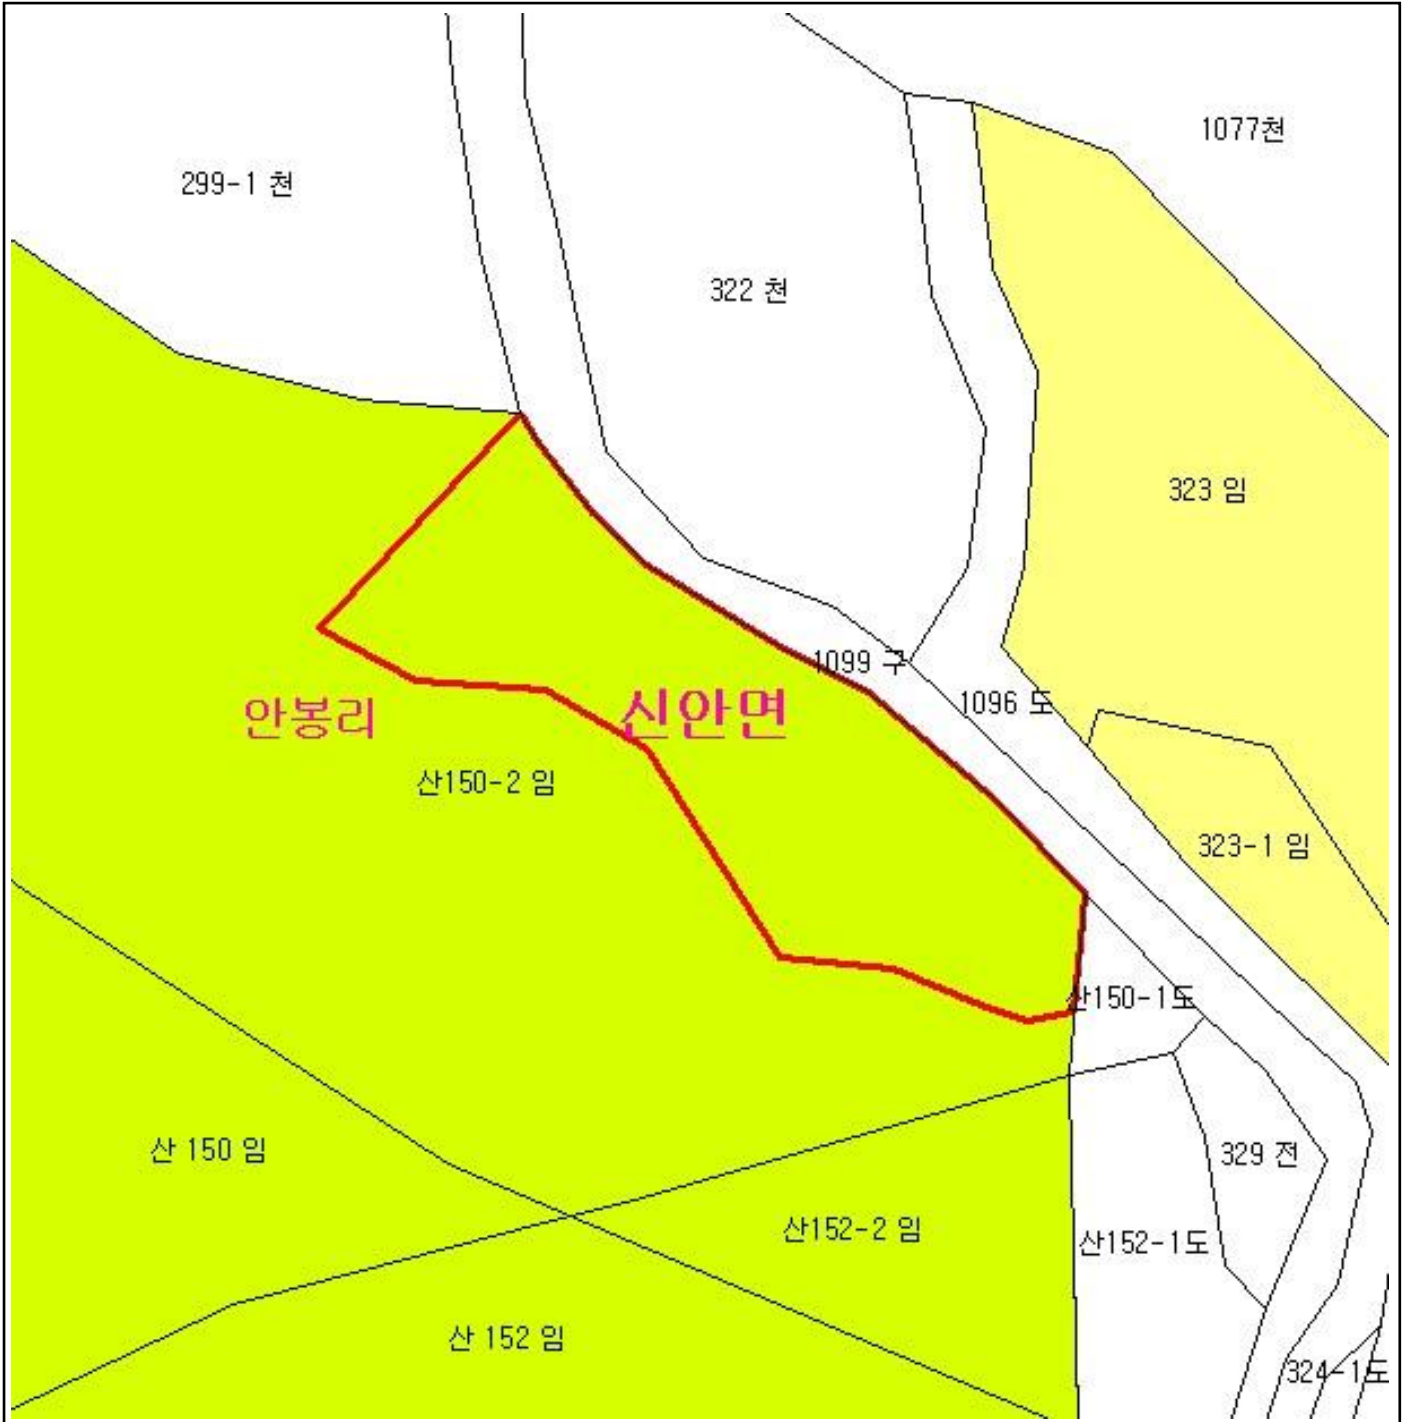 1077천
299-1 천
322 천
323 임
1099 구
1096 도
안봉리
신안면
산150-2 임
323-1 임
산150-1도
산 150 임
329 전
산152-2 임
산152-1도
산 152 임
324-1도